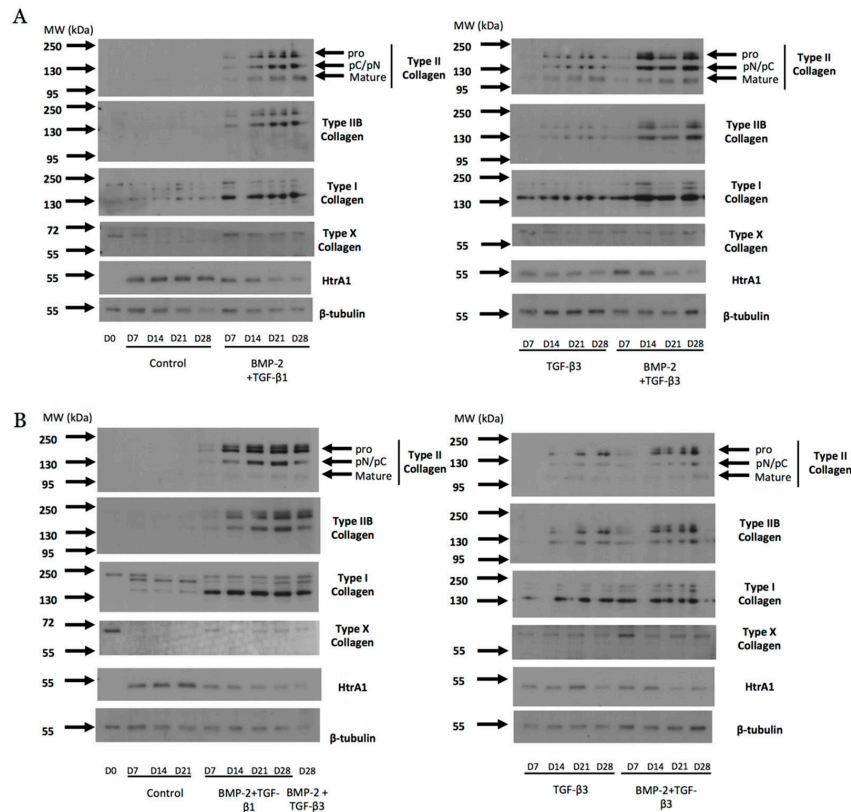 A
MW (kDa)
250
130
95
pro
pC/pN
Mature
Type II
Collagen
250
130
95
Type IIB
Collagen
250
130
Type I
Collagen
72
55
Type X
Collagen
55
HtrA1
55
β-tubulin
D0 D7 D14 D21 D28 D7 D14 D21 D28
Control
BMP-2
+TGF-β1
MW (kDa)
250
130
95
pro
pN/pC
Mature
Type II
Collagen
250
130
95
Type IIB
Collagen
250
130
Type I
Collagen
55
Type X
Collagen
55
HtrA1
55
β-tubulin
D7 D14 D21 D28 D7 D14 D21 D28
TGF-β3
BMP-2
+TGF-β3
B
MW (kDa)
250
130
95
pro
pN/pC
Mature
Type II
Collagen
250
130
95
Type IIB
Collagen
250
130
Type I
Collagen
72
55
Type X
Collagen
55
HtrA1
55
β-tubulin
D0 D7 D14 D21 D7 D14 D21 D28 D28
Control
BMP-2+TGF-
β1
BMP-2 +
TGF-β3
MW (kDa)
250
130
95
pro
pN/pC
Mature
Type II
Collagen
250
130
95
Type IIB
Collagen
250
130
Type I
Collagen
55
Type X
Collagen
55
HtrA1
55
β-tubulin
D7 D14 D21 D28 D7 D14 D21 D28
TGF-β3
BMP-2+TGF-
β3